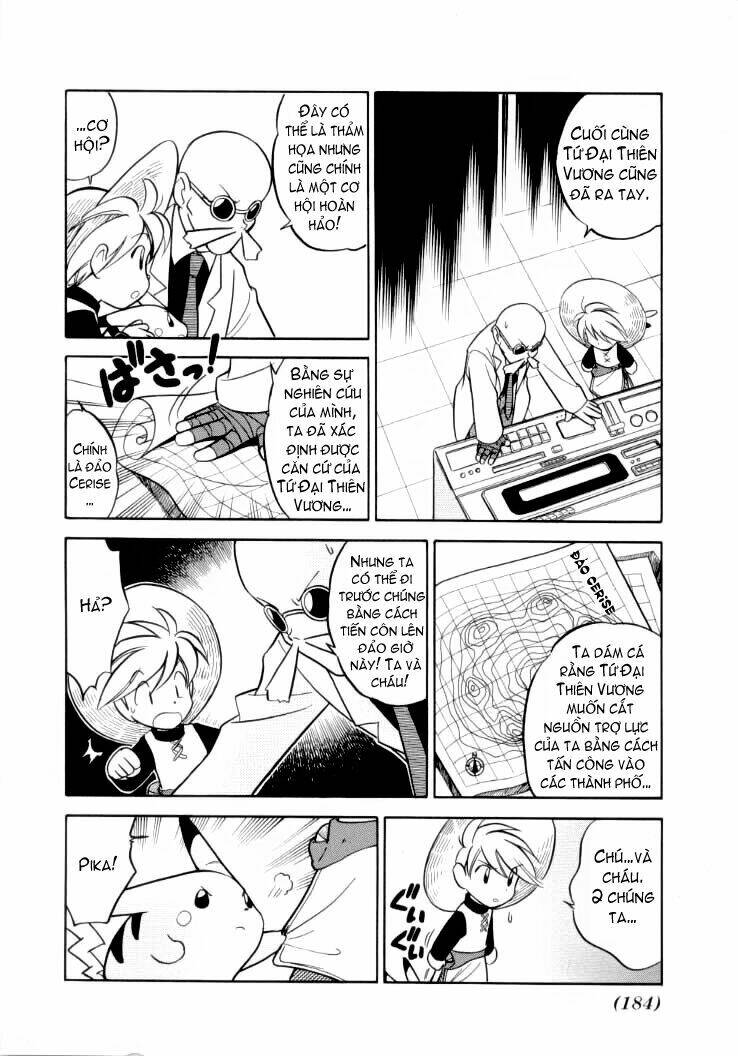 Cuối cùng
Tứ Đại Thiên
Vương cũng
đã ra tay.
Đây có
thể là thảm
họa nhưng
cũng chính
là một cơ
hội hoàn
hảo!
...cơ
hội?
Bằng sự
nghiên cứu
của mình,
ta đã xác
định được
căn cứ của
Tứ Đại Thiên
Vương...
ばさっ!
Chính
là đảo
Cerise
...
ĐẢO CERISE
Ta dám cá
rằng Tứ Đại
Thiên Vương
muốn cắt
nguồn trợ lực
của ta bằng cách
tấn công vào
các thành phố...
Nhưng ta
có thể đi
trước chúng
bằng cách
tiến côn lên
đảo giờ
này! Ta và
cháu!
Hả?
Chú...và
cháu.
2 chúng
ta...
ぐいぐい
Pika!
(184)